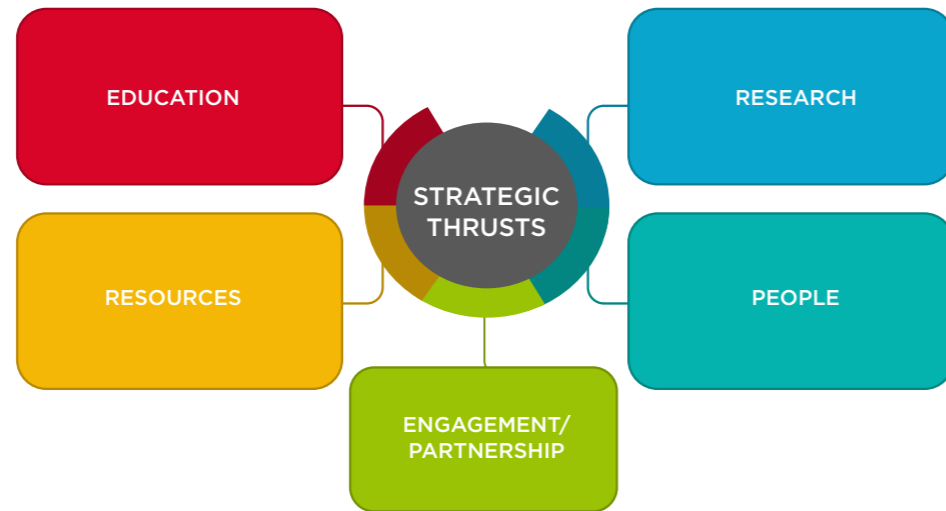 EDUCATION
RESEARCH
STRATEGIC
THRUSTS
RESOURCES
PEOPLE
ENGAGEMENT/
PARTNERSHIP